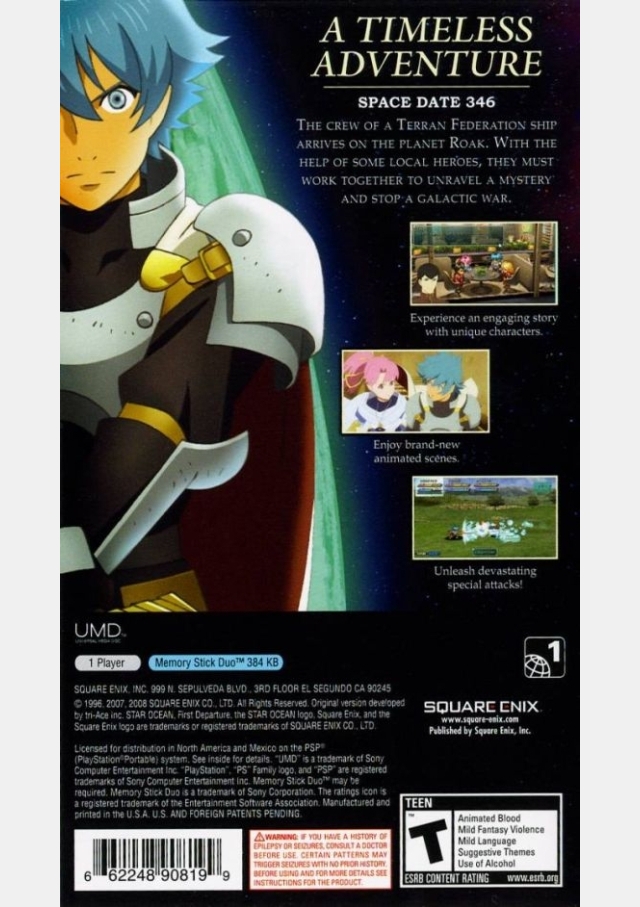 A TIMELESS
ADVENTURE
SPACE DATE 346
THE CREW OF A TERRAN FEDERATION SHIP
ARRIVES ON THE PLANET ROAK. WITH THE
HELP OF SOME LOCAL HEROES, THEY MUST
WORK TOGETHER TO UNRAVEL A MYSTERY
AND STOP A GALACTIC WAR.
Experience an engaging story
with unique characters.
Enjoy brand-new
animated scenes.
Unleash devastating
special attacks!
UMD™
UNIVERSAL MEDIA DISC
1 Player
Memory Stick Duo™ 384 KB
1
SQUARE ENIX, INC. 999 N. SEPULVEDA BLVD., 3RD FLOOR EL SEGUNDO CA 90245
© 1996, 2007, 2008 SQUARE ENIX CO., LTD. All Rights Reserved. Original version developed
by tri-Ace inc. STAR OCEAN, First Departure, the STAR OCEAN logo, Square Enix, and the
Square Enix logo are trademarks or registered trademarks of SQUARE ENIX CO., LTD.
SQUARE ENIX
www.square-enix.com
Published by Square Enix, Inc.
Licensed for distribution in North America and Mexico on the PSP®
(PlayStation®Portable) system. See inside for details. "UMD" is a trademark of Sony
Computer Entertainment Inc. "PlayStation", "PS" Family logo, and "PSP" are registered
trademarks of Sony Computer Entertainment Inc. Memory Stick Duo™ may be
required. Memory Stick Duo is a trademark of Sony Corporation. The ratings icon is
a registered trademark of the Entertainment Software Association. Manufactured and
printed in the U.S.A. U.S. AND FOREIGN PATENTS PENDING.
6 62248 90819 9
WARNING: IF YOU HAVE A HISTORY OF
EPILEPSY OR SEIZURES, CONSULT A DOCTOR
BEFORE USE. CERTAIN PATTERNS MAY
TRIGGER SEIZURES WITH NO PRIOR HISTORY.
BEFORE USING AND FOR MORE DETAILS SEE
INSTRUCTIONS FOR THE PRODUCT.
TEEN
T
Animated Blood
Mild Fantasy Violence
Mild Language
Suggestive Themes
Use of Alcohol
ESRB CONTENT RATING www.esrb.org